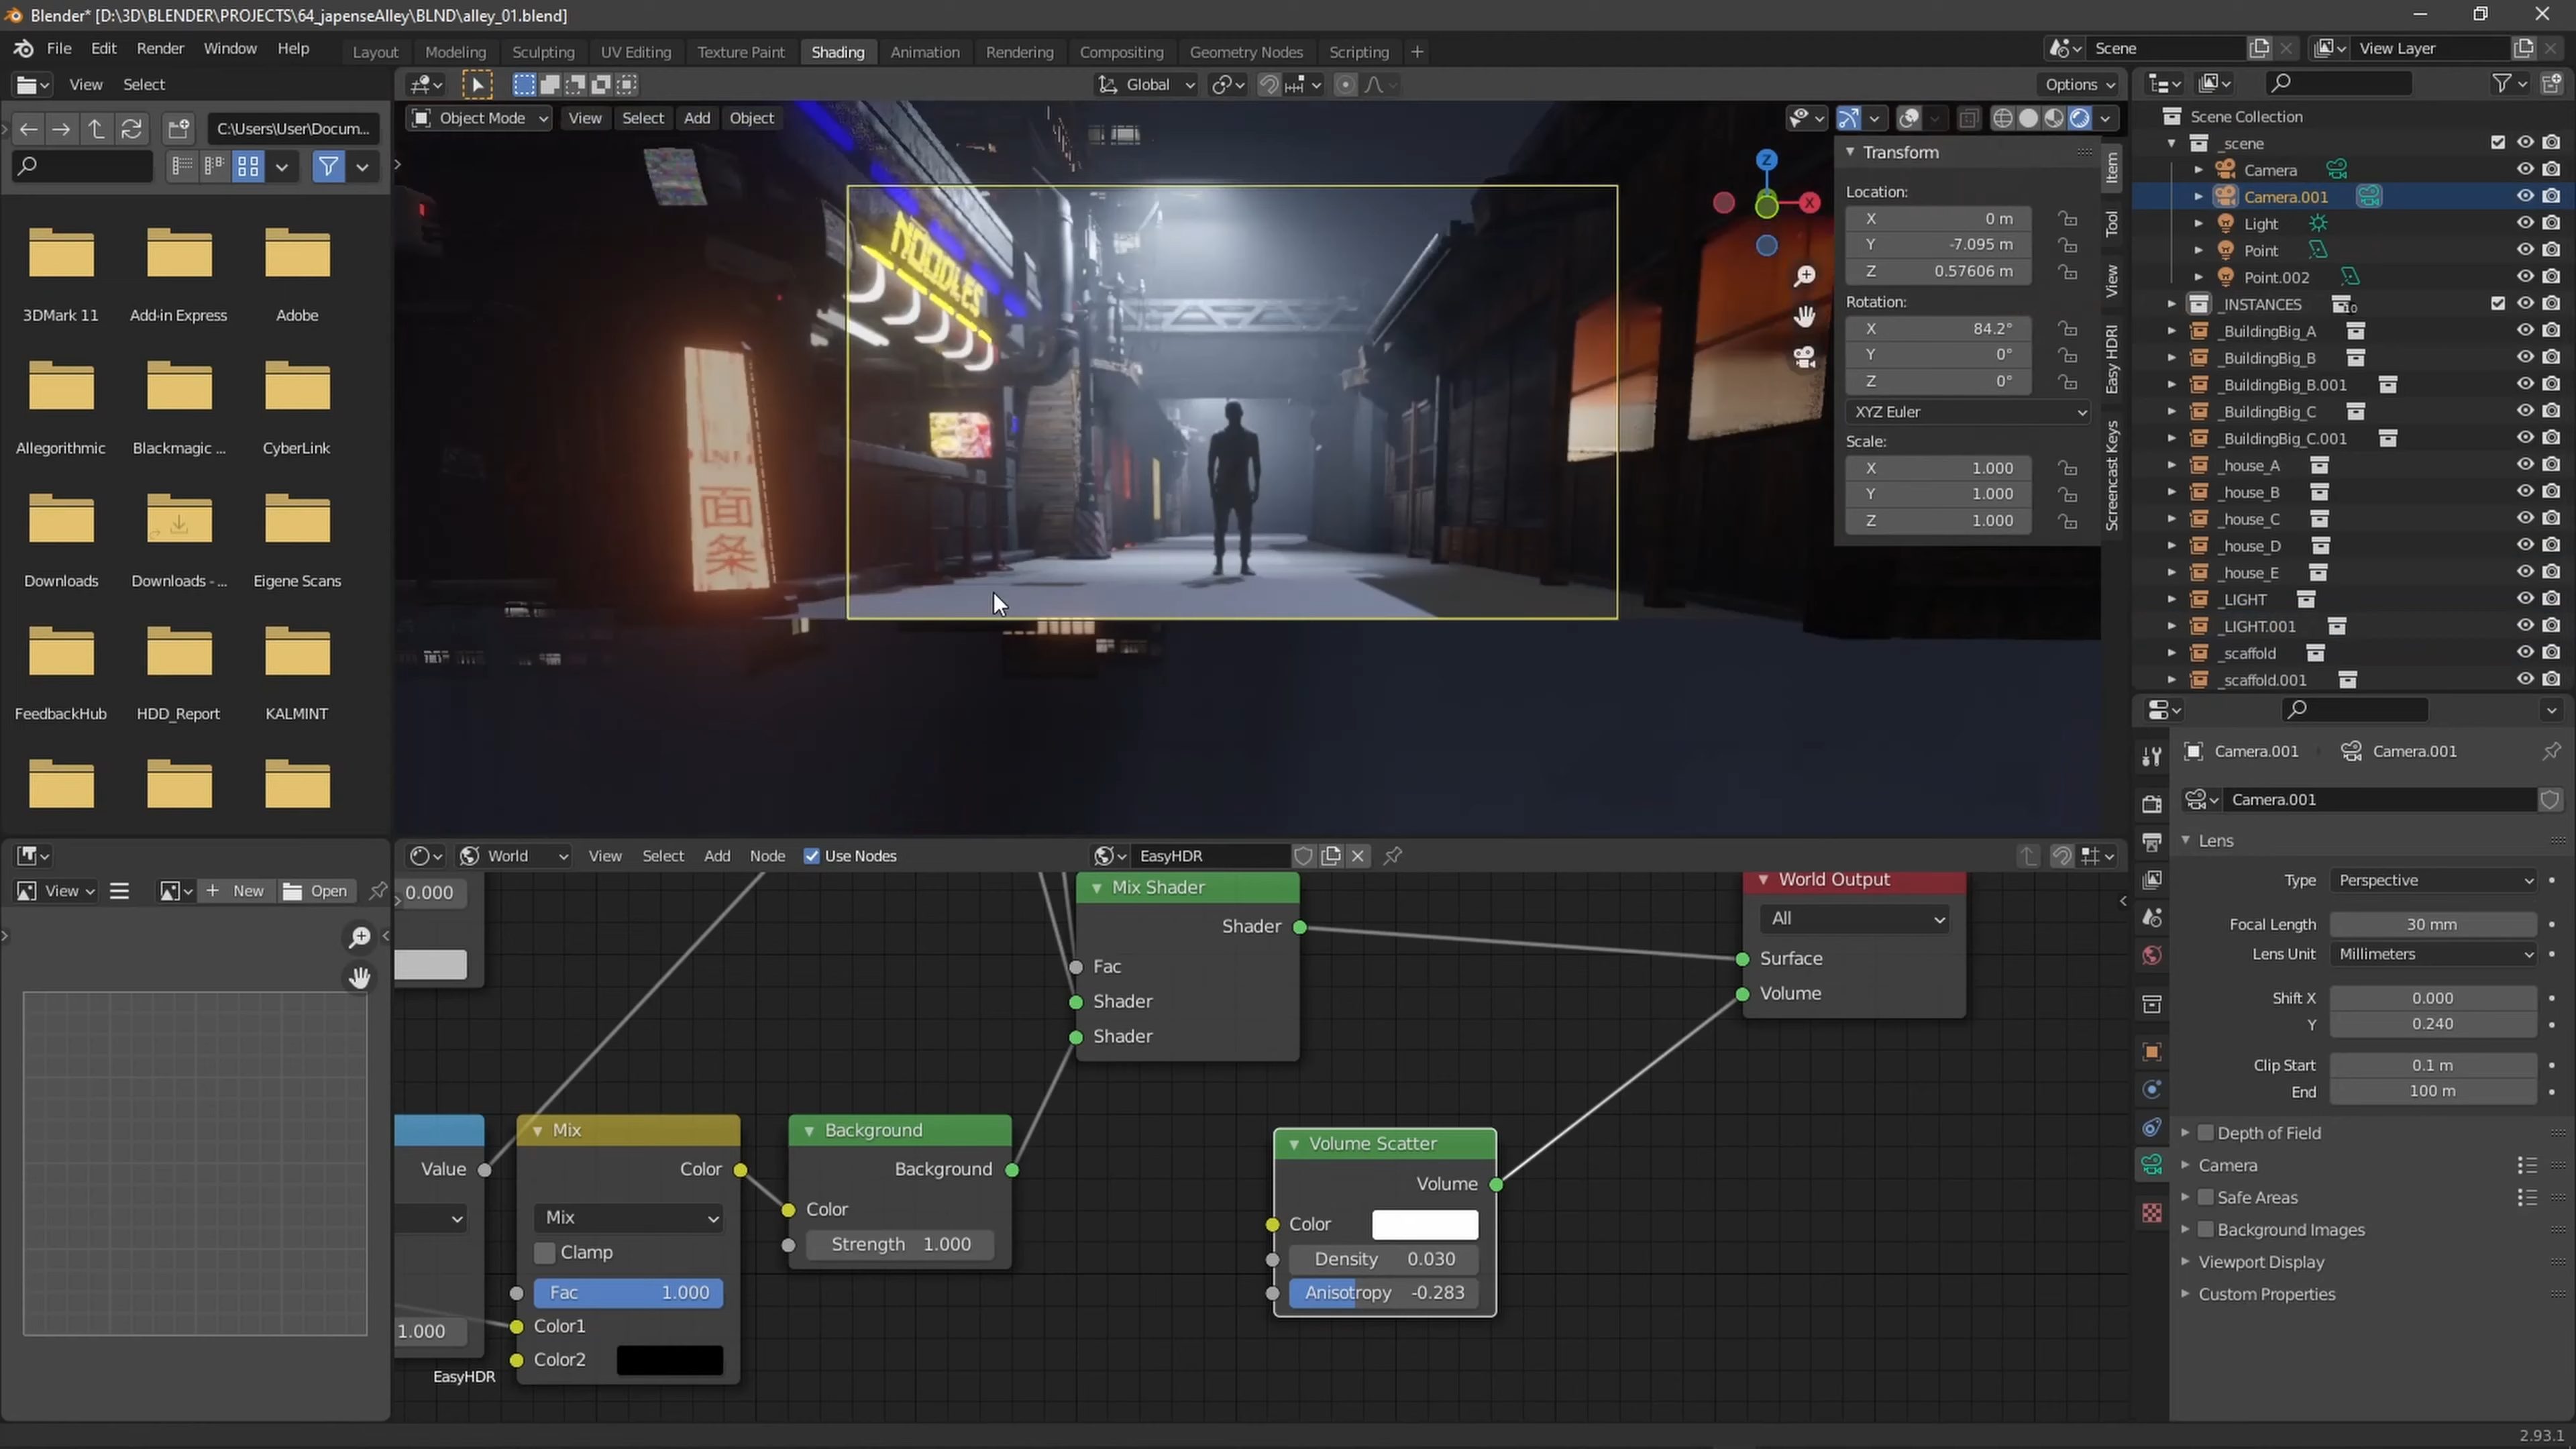 Blender* [D:\3D\BLENDER\PROJECTS\64_japenseAlley\BLND\alley_01.blend]
File Edit Render Window Help
Layout Modeling Sculpting UV Editing Texture Paint Shading Animation Rendering Compositing Geometry Nodes Scripting +
Scene
View Layer
View Select
Global
Options
C:\Users\User\Docum...
3DMark 11 Add-in Express Adobe
Allegorithmic Blackmagic ... CyberLink
Downloads Downloads - ... Eigene Scans
FeedbackHub HDD_Report KALMINT
Object Mode View Select Add Object
NOODLES
面
条
Z
X
Transform
Location:
X 0 m
Y -7.095 m
Z 0.57606 m
Rotation:
X 84.2°
Y 0°
Z 0°
XYZ Euler
Scale:
X 1.000
Y 1.000
Z 1.000
Item
Tool
View
Easy HDRI
Screencast Keys
Scene Collection
_scene
Camera
Camera.001
Light
Point
Point.002
_INSTANCES 10
_BuildingBig_A
_BuildingBig_B
_BuildingBig_B.001
_BuildingBig_C
_BuildingBig_C.001
_house_A
_house_B
_house_C
_house_D
_house_E
_LIGHT
_LIGHT.001
_scaffold
_scaffold.001
Camera.001 Camera.001
Camera.001
Lens
Type Perspective
Focal Length 30 mm
Lens Unit Millimeters
Shift X 0.000
Y 0.240
Clip Start 0.1 m
End 100 m
Depth of Field
Camera
Safe Areas
Background Images
Viewport Display
Custom Properties
View + New Open
World View Select Add Node Use Nodes EasyHDR
0.000
Value
1.000
EasyHDR
Mix
Color
Mix
Clamp
Fac 1.000
Color1
Color2
Background
Background
Color
Strength 1.000
Mix Shader
Shader
Fac
Shader
Shader
Volume Scatter
Volume
Color
Density 0.030
Anisotropy -0.283
World Output
All
Surface
Volume
2.93.1